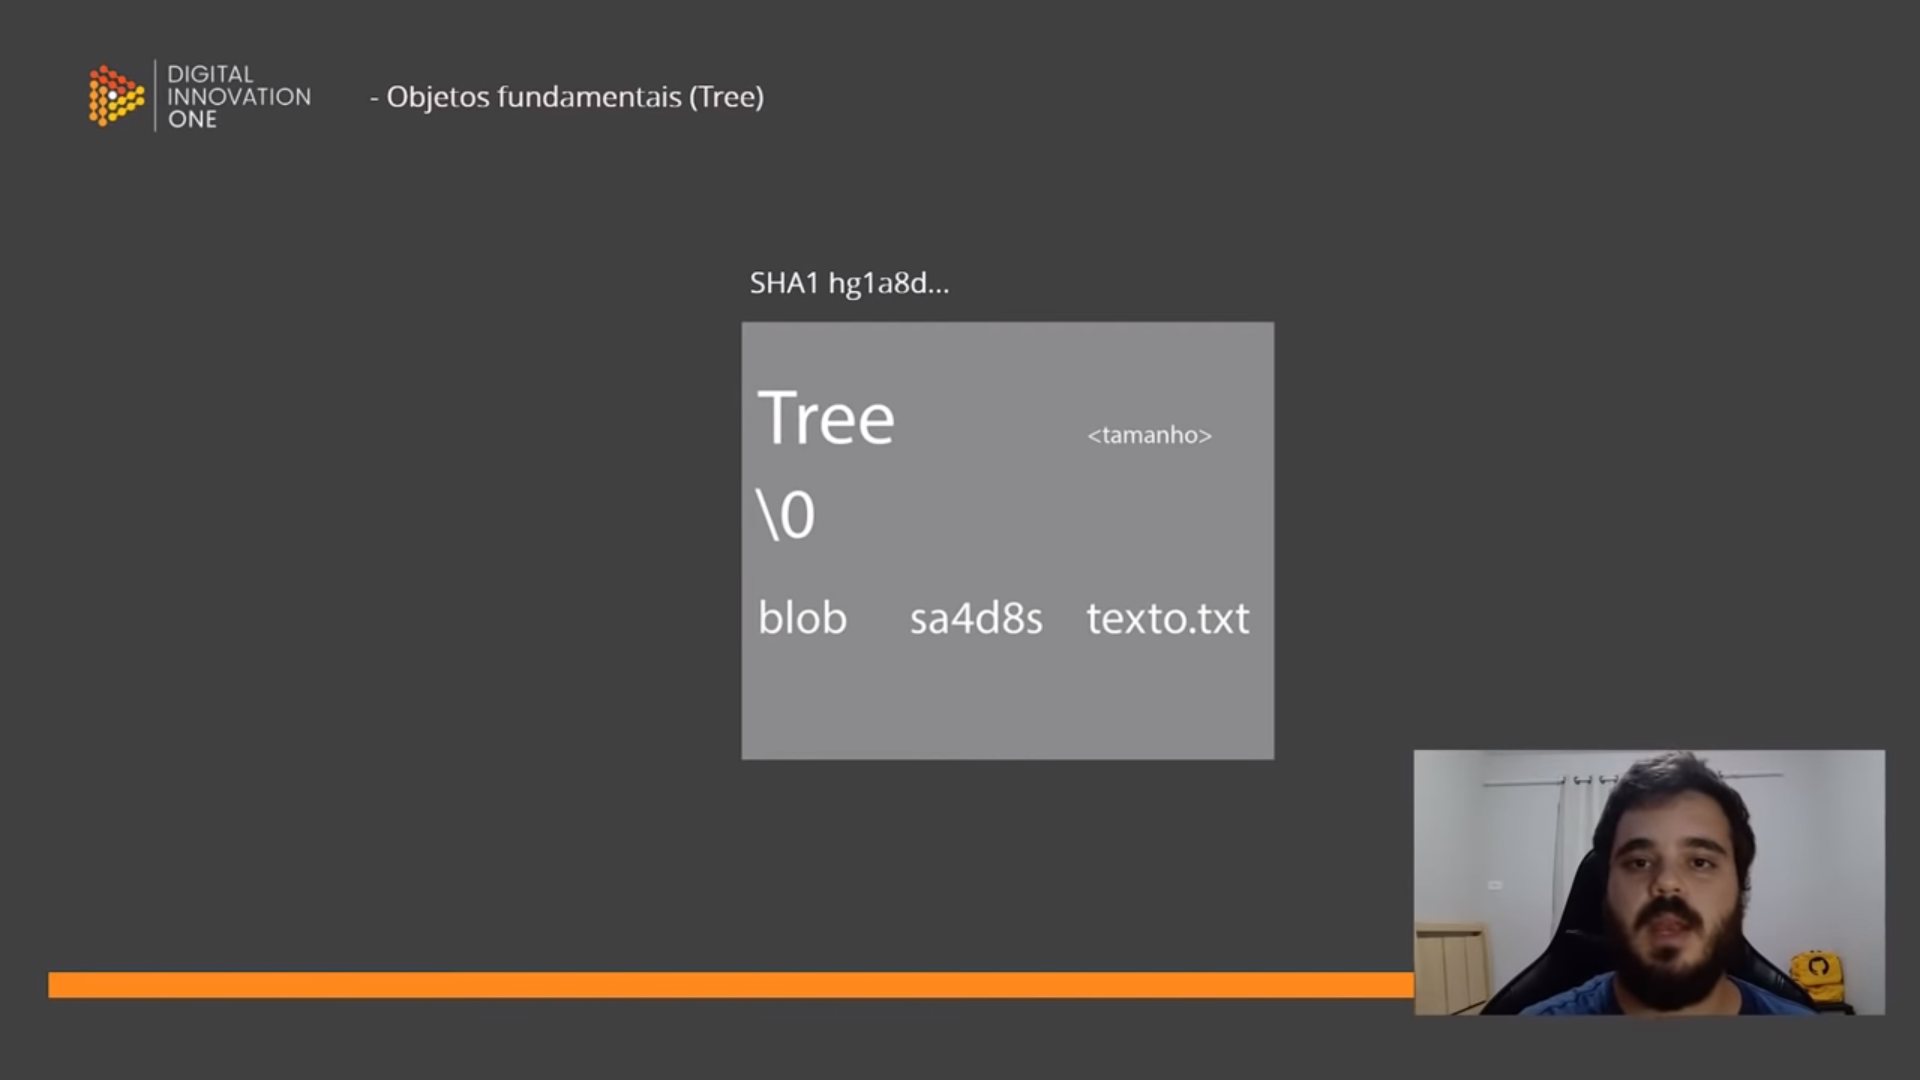 DIGITAL
INNOVATION
ONE
- Objetos fundamentais (Tree)
SHA1 hg1a8d...
Tree <tamanho>
\0
blob sa4d8s texto.txt